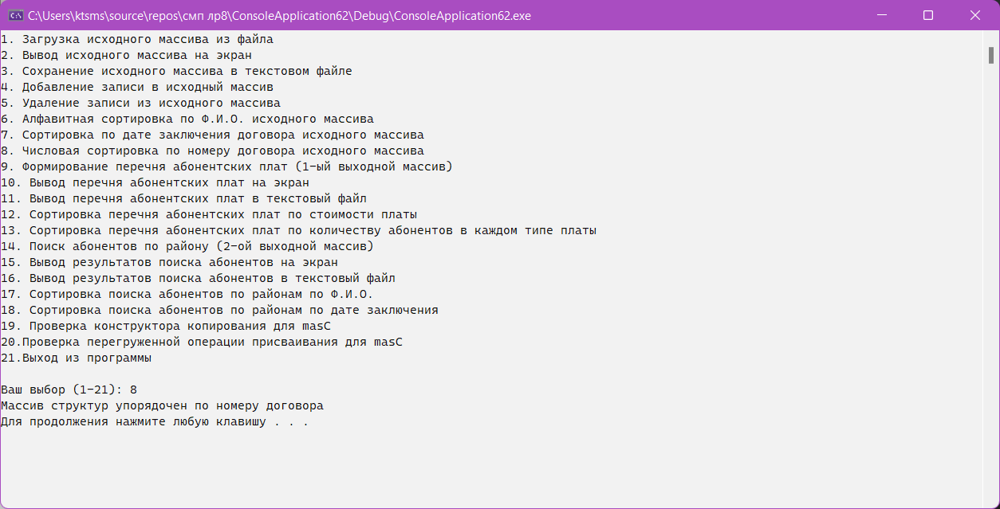 C:\Users\ktsms\source\repos\смп лр8\ConsoleApplication62\Debug\ConsoleApplication62.exe
1. Загрузка исходного массива из файла
2. Вывод исходного массива на экран
3. Сохранение исходного массива в текстовом файле
4. Добавление записи в исходный массив
5. Удаление записи из исходного массива
6. Алфавитная сортировка по Ф.И.О. исходного массива
7. Сортировка по дате заключения договора исходного массива
8. Числовая сортировка по номеру договора исходного массива
9. Формирование перечня абонентских плат (1-ый выходной массив)
10. Вывод перечня абонентских плат на экран
11. Вывод перечня абонентских плат в текстовый файл
12. Сортировка перечня абонентских плат по стоимости платы
13. Сортировка перечня абонентских плат по количеству абонентов в каждом типе платы
14. Поиск абонентов по району (2-ой выходной массив)
15. Вывод результатов поиска абонентов на экран
16. Вывод результатов поиска абонентов в текстовый файл
17. Сортировка поиска абонентов по районам по Ф.И.О.
18. Сортировка поиска абонентов по районам по дате заключения
19. Проверка конструктора копирования для masC
20.Проверка перегруженной операции присваивания для masC
21.Выход из программы
Ваш выбор (1-21): 8
Массив структур упорядочен по номеру договора
Для продолжения нажмите любую клавишу . . .